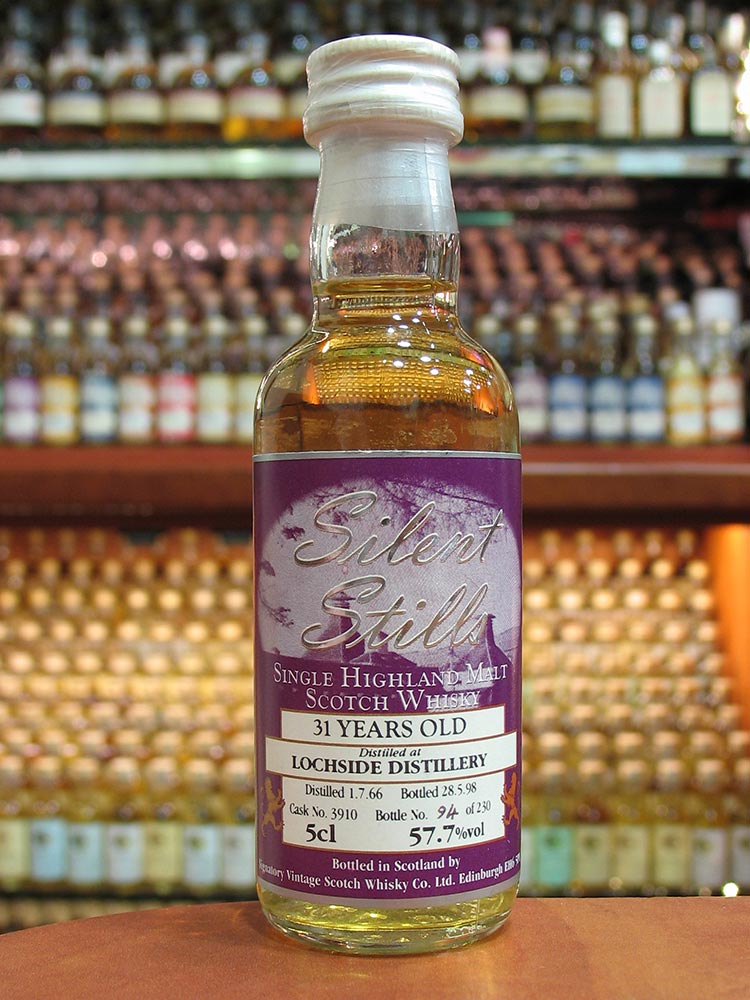 Silent
Stills
SINGLE HIGHLAND MALT
SCOTCH WHISKY
31 YEARS OLD
Distilled at
LOCHSIDE DISTILLERY
Distilled 1.7.66 Bottled 28.5.98
Cask No. 3910 Bottle No. 94 of 230
5cl 57.7%vol
Bottled in Scotland by
Signatory Vintage Scotch Whisky Co. Ltd. Edinburgh EH6